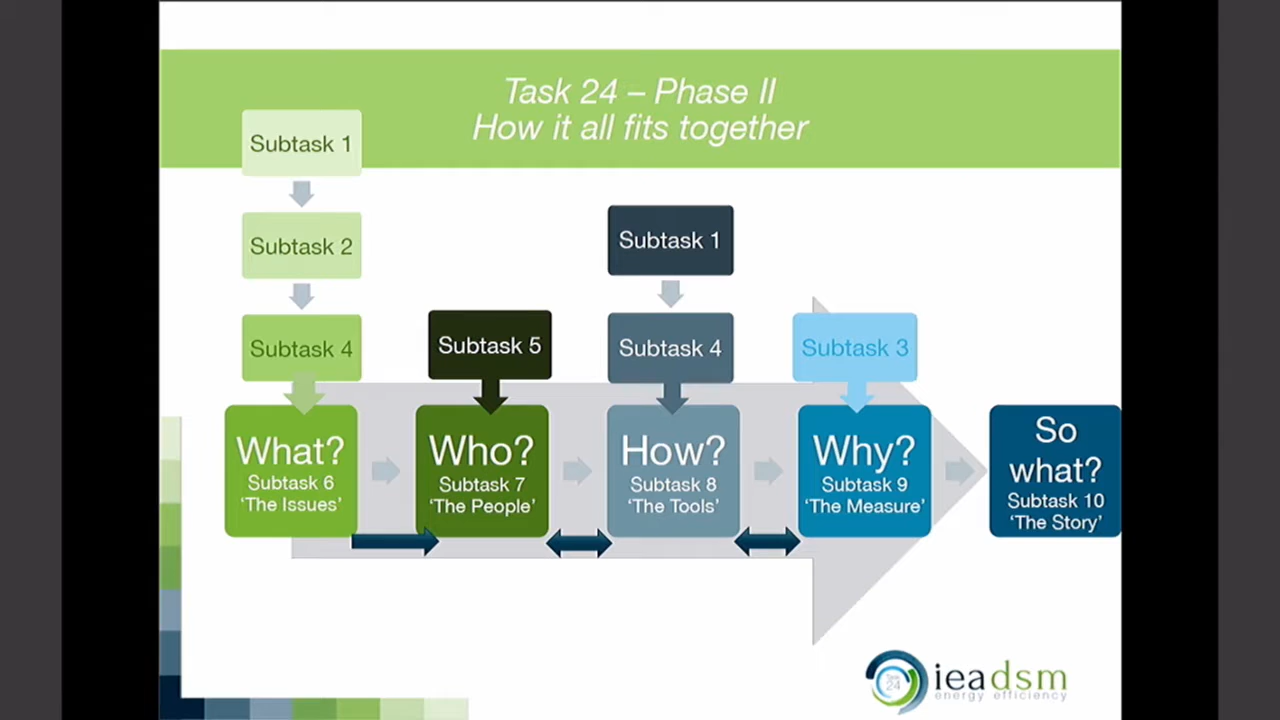 Task 24 – Phase II
How it all fits together
Subtask 1
Subtask 2
Subtask 4
Subtask 5
Subtask 1
Subtask 4
Subtask 3
What?
Subtask 6
‘The Issues’
Who?
Subtask 7
‘The People’
How?
Subtask 8
‘The Tools’
Why?
Subtask 9
‘The Measure’
So
what?
Subtask 10
‘The Story’
Task
24
ieadsm
energy efficiency